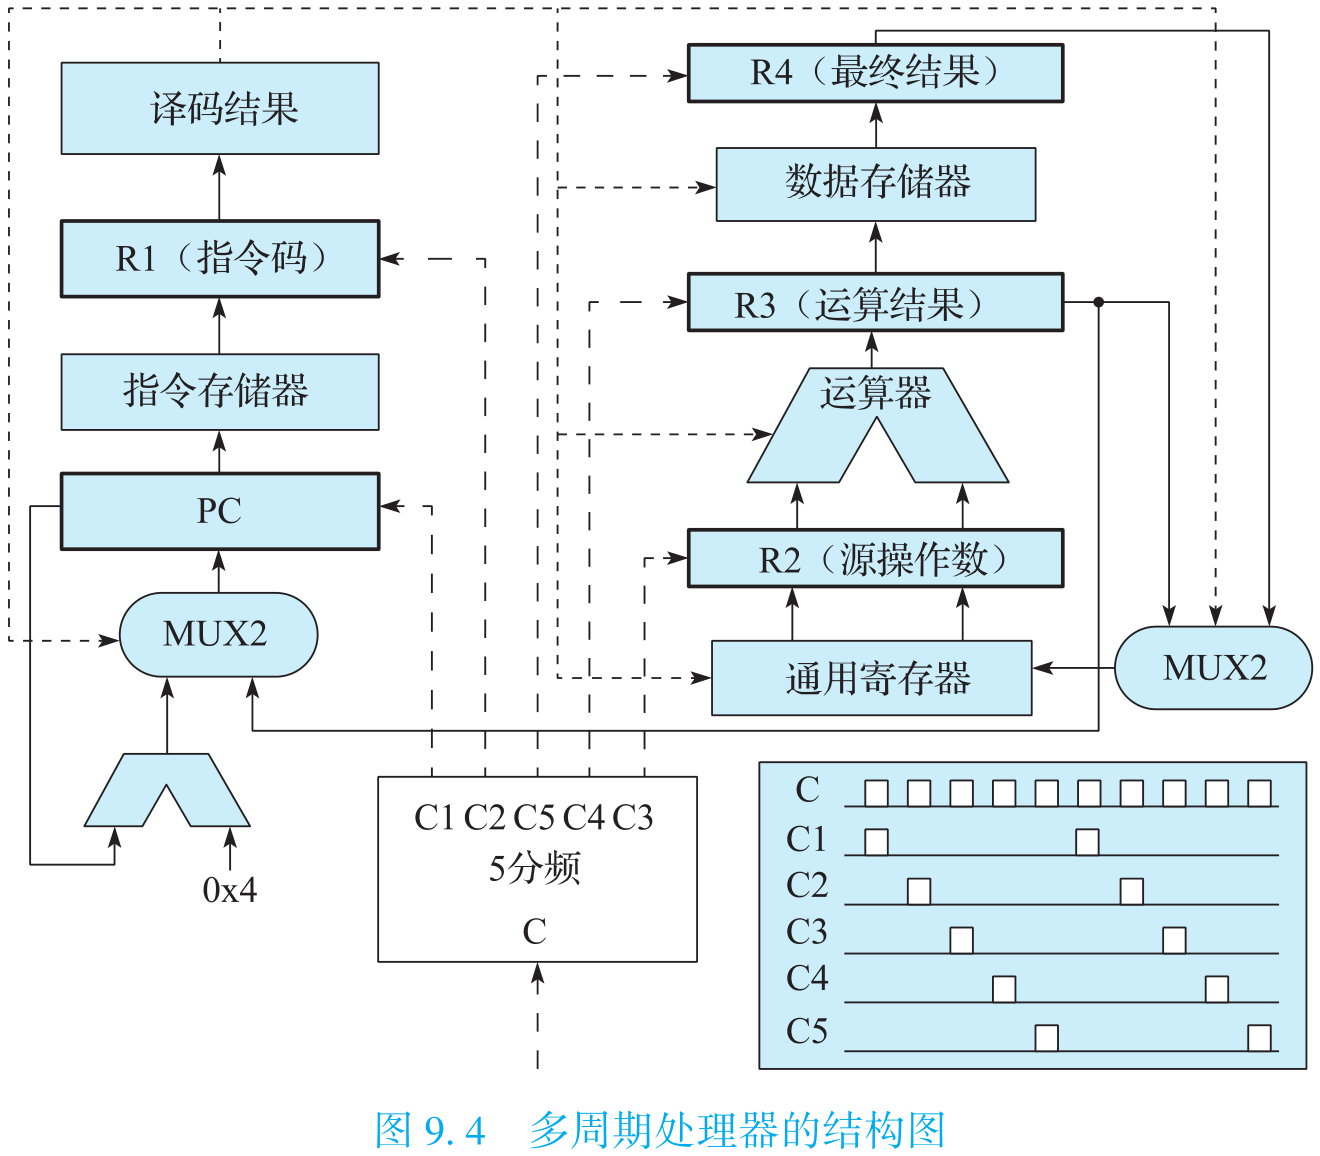 译码结果
R1（指令码）
指令存储器
PC
MUX2
0x4
R4（最终结果）
数据存储器
R3（运算结果）
运算器
R2（源操作数）
通用寄存器
MUX2
C1 C2 C5 C4 C3
5分频
C
C
C1
C2
C3
C4
C5
图 9.4 多周期处理器的结构图